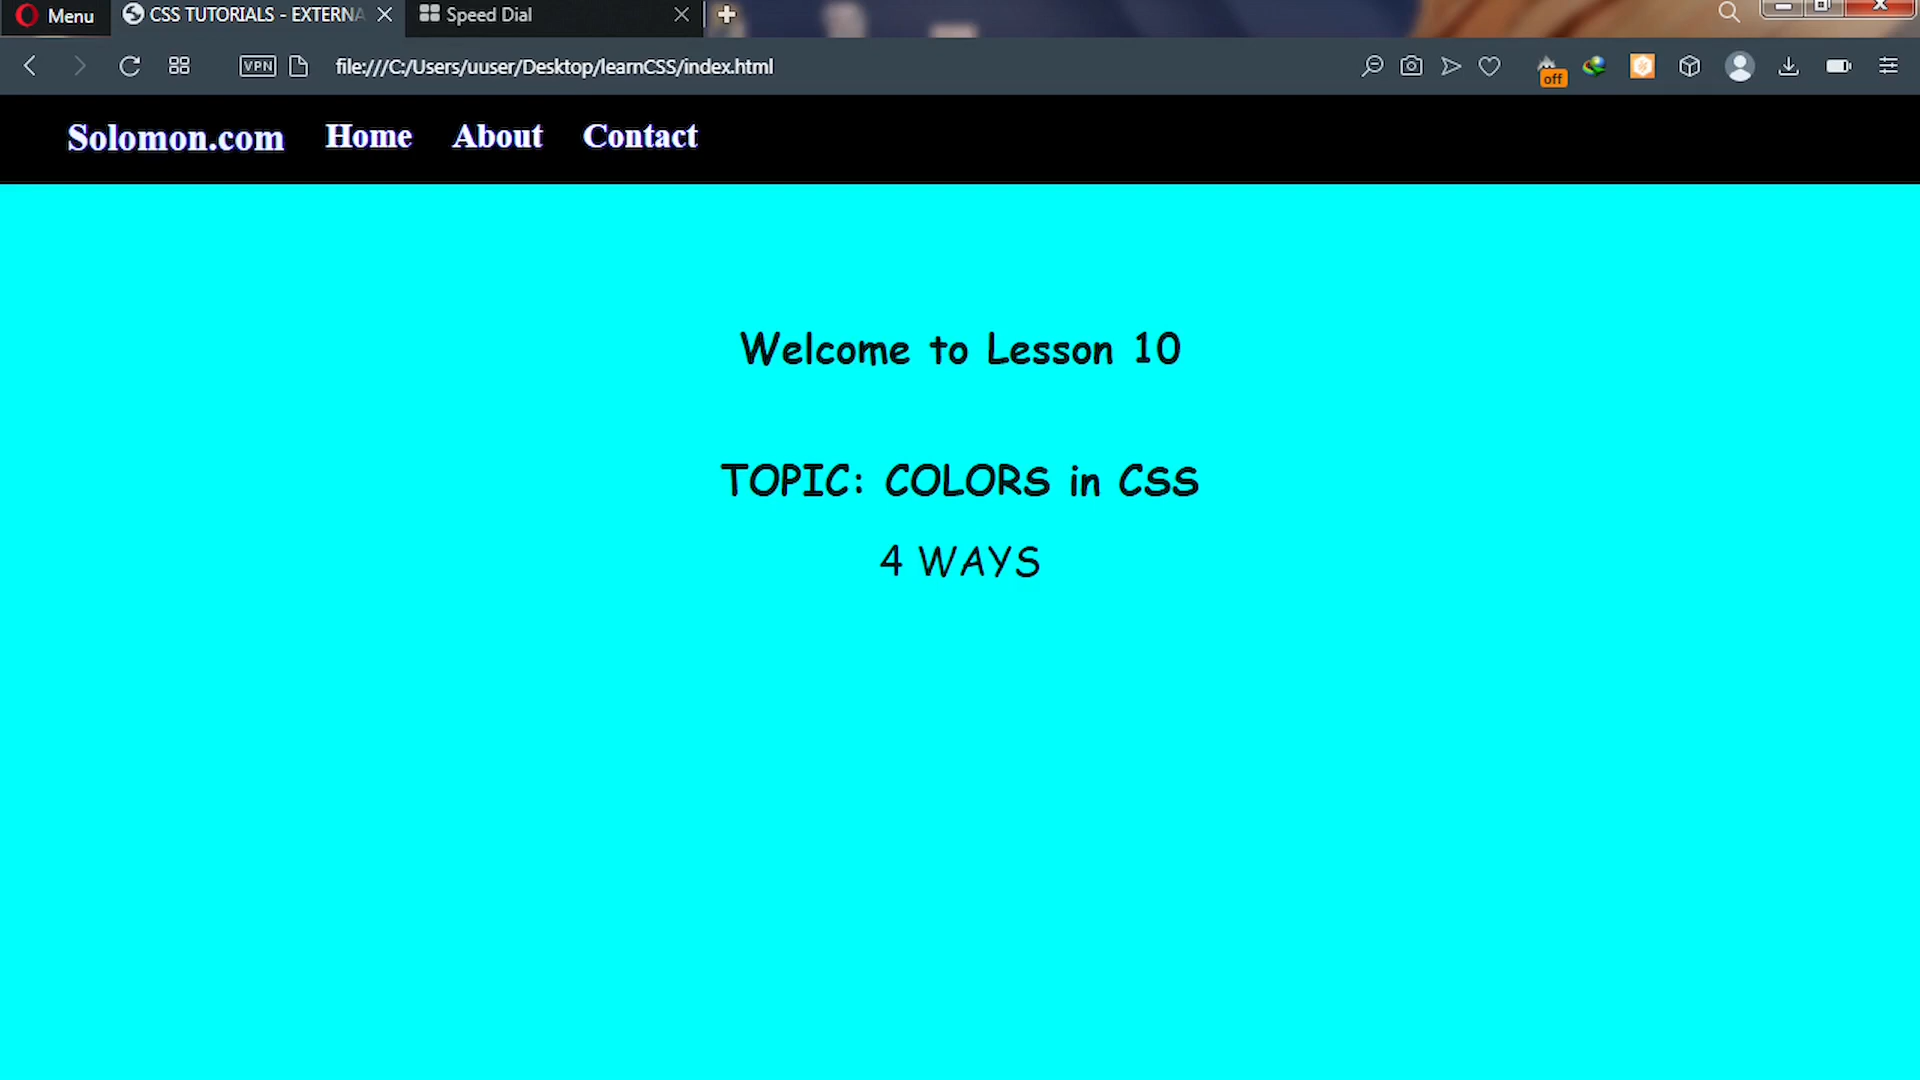 Menu
CSS TUTORIALS - EXTERNA
Speed Dial
VPN
file:///C:/Users/uuser/Desktop/learnCSS/index.html
off
Solomon.com Home About Contact
Welcome to Lesson 10
TOPIC: COLORS in CSS
4 WAYS